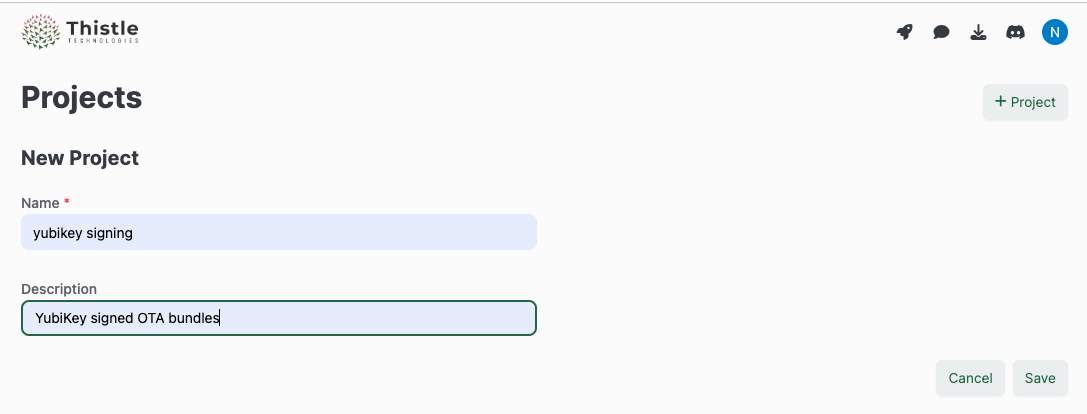 Thistle
TECHNOLOGIES
N
Projects
+ Project
New Project
Name *
yubikey signing
Description
YubiKey signed OTA bundles
Cancel
Save